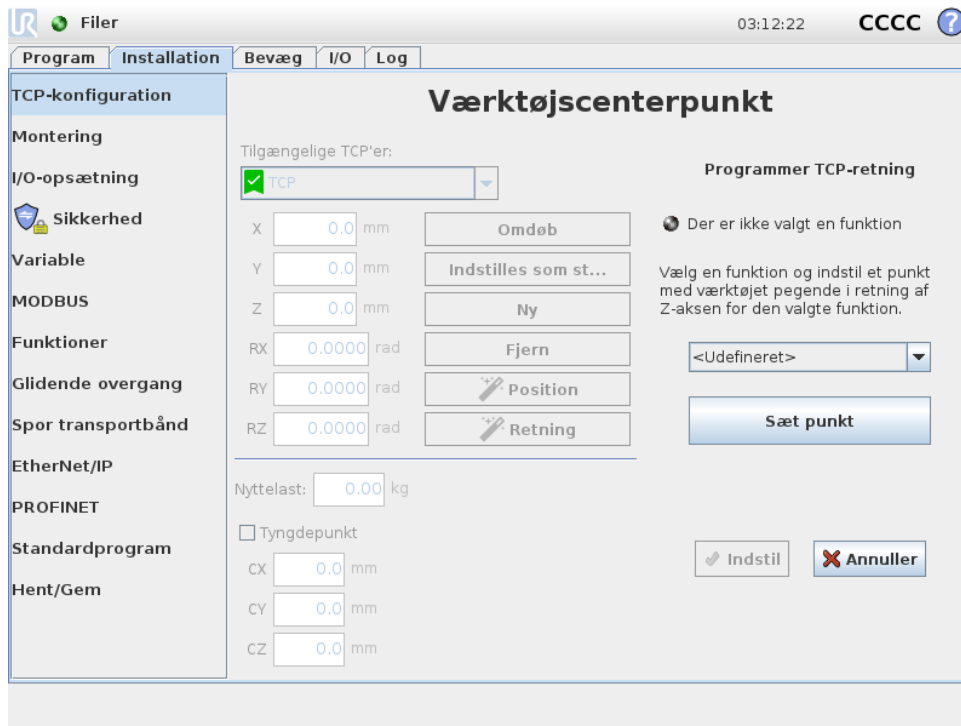 UR Filer 03:12:22 CCCC ?
Program Installation Bevæg I/O Log
TCP-konfiguration
Montering
I/O-opsætning
Sikkerhed
Variable
MODBUS
Funktioner
Glidende overgang
Spor transportbånd
EtherNet/IP
PROFINET
Standardprogram
Hent/Gem
Værktøjscenterpunkt
Tilgængelige TCP'er:
TCP
X 0.0 mm Omdøb
Y 0.0 mm Indstilles som st...
Z 0.0 mm Ny
RX 0.0000 rad Fjern
RY 0.0000 rad Position
RZ 0.0000 rad Retning
Nyttelast: 0.00 kg
Tyngdepunkt
CX 0.0 mm
CY 0.0 mm
CZ 0.0 mm
Programmer TCP-retning
Der er ikke valgt en funktion
Vælg en funktion og indstil et punkt
med værktøjet pegende i retning af
Z-aksen for den valgte funktion.
<Udefineret>
Sæt punkt
Indstil Annuller